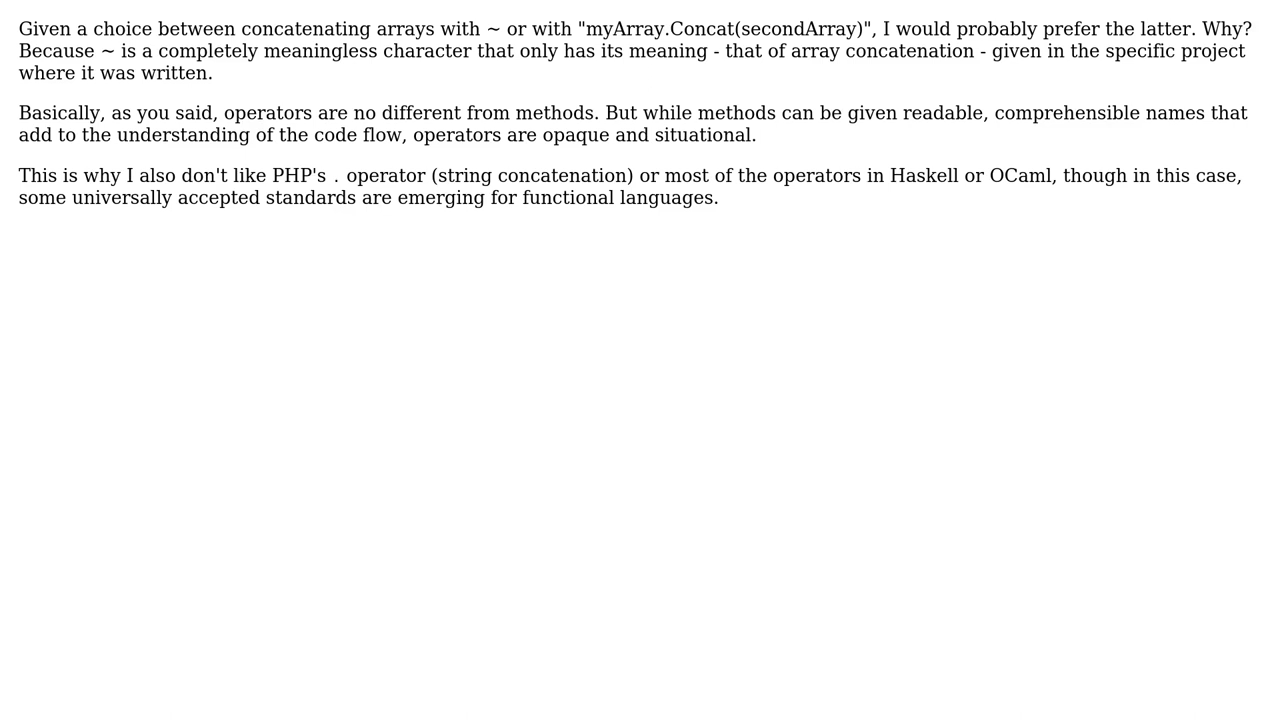 Given a choice between concatenating arrays with ~ or with "myArray.Concat(secondArray)", I would probably prefer the latter. Why?
Because ~ is a completely meaningless character that only has its meaning - that of array concatenation - given in the specific project
where it was written.
Basically, as you said, operators are no different from methods. But while methods can be given readable, comprehensible names that
add to the understanding of the code flow, operators are opaque and situational.
This is why I also don't like PHP's . operator (string concatenation) or most of the operators in Haskell or OCaml, though in this case,
some universally accepted standards are emerging for functional languages.